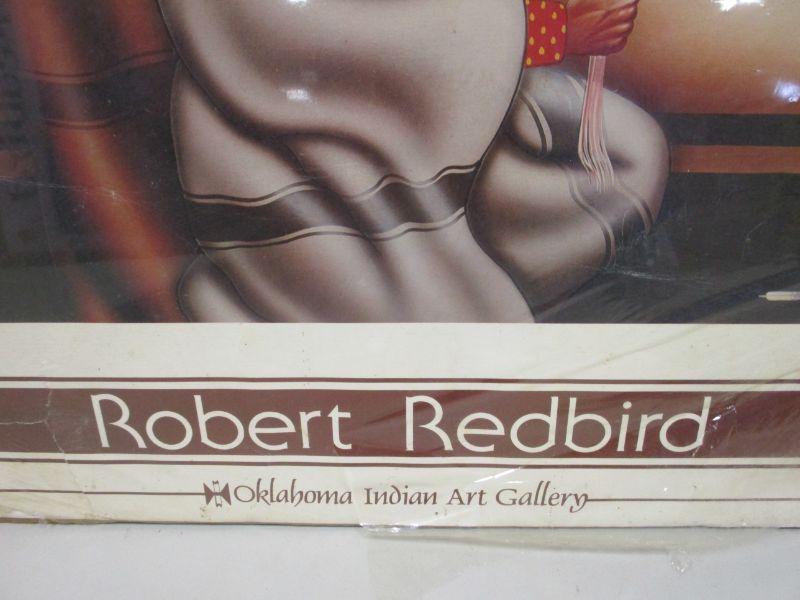 Robert Redbird
Oklahoma Indian Art Gallery